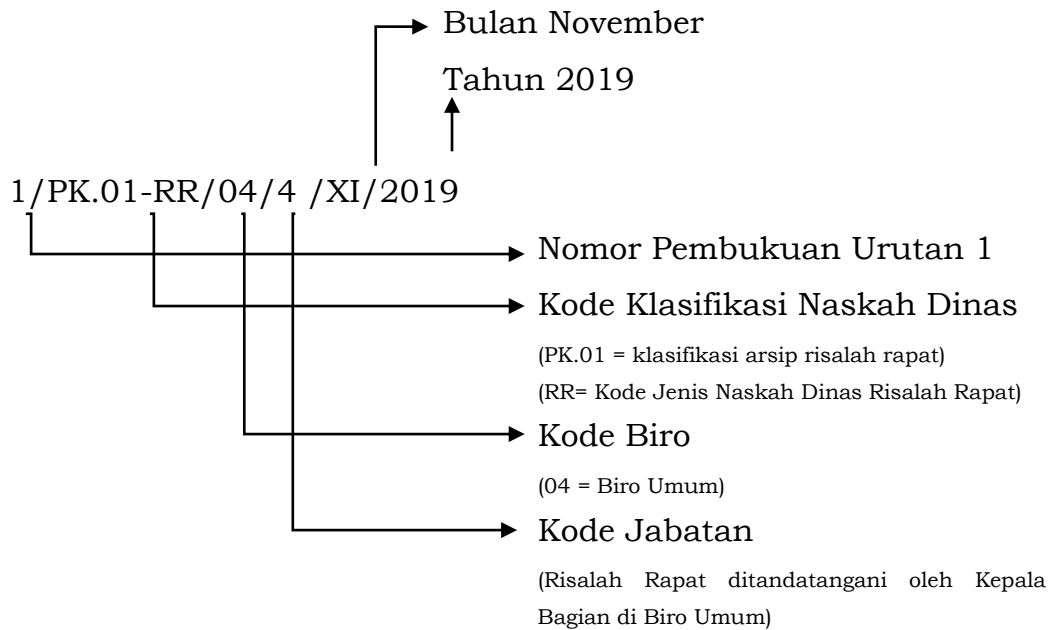 Bulan November
Tahun 2019
1/PK.01-RR/04/4 /XI/2019
Nomor Pembukuan Urutan 1
Kode Klasifikasi Naskah Dinas
(PK.01 = klasifikasi arsip risalah rapat)
(RR= Kode Jenis Naskah Dinas Risalah Rapat)
Kode Biro
(04 = Biro Umum)
Kode Jabatan
(Risalah Rapat ditandatangani oleh Kepala
Bagian di Biro Umum)